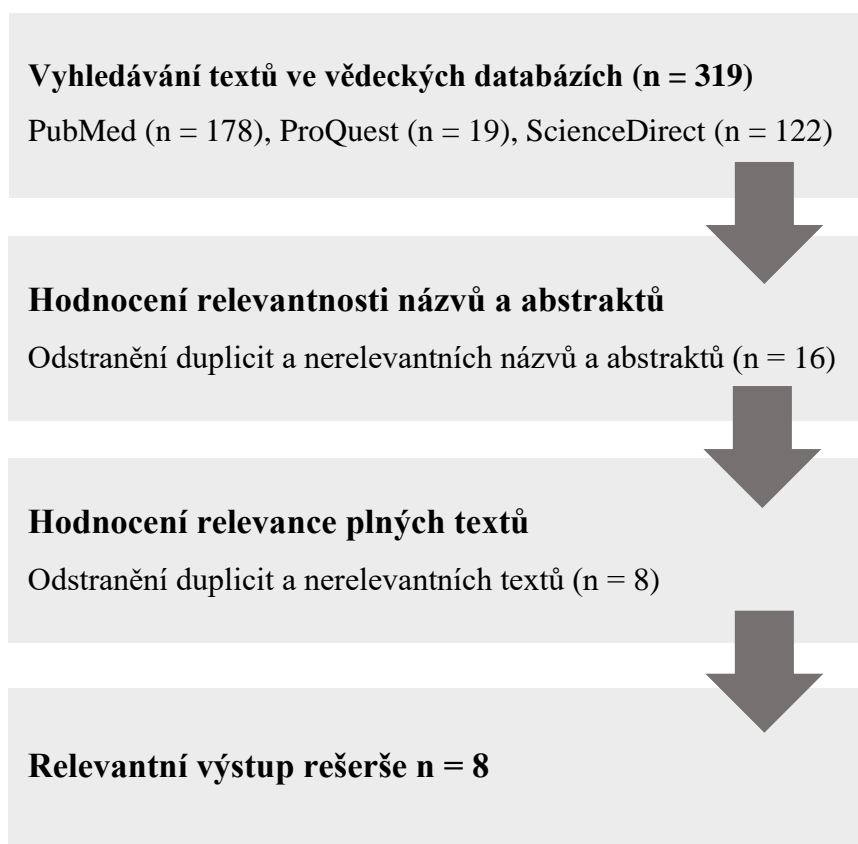 Vyhledávání textů ve vědeckých databázích (n = 319)
PubMed (n = 178), ProQuest (n = 19), ScienceDirect (n = 122)
Hodnocení relevantnosti názvů a abstraktů
Odstranění duplicit a nerelevantních názvů a abstraktů (n = 16)
Hodnocení relevance plných textů
Odstranění duplicit a nerelevantních textů (n = 8)
Relevantní výstup rešerše n = 8